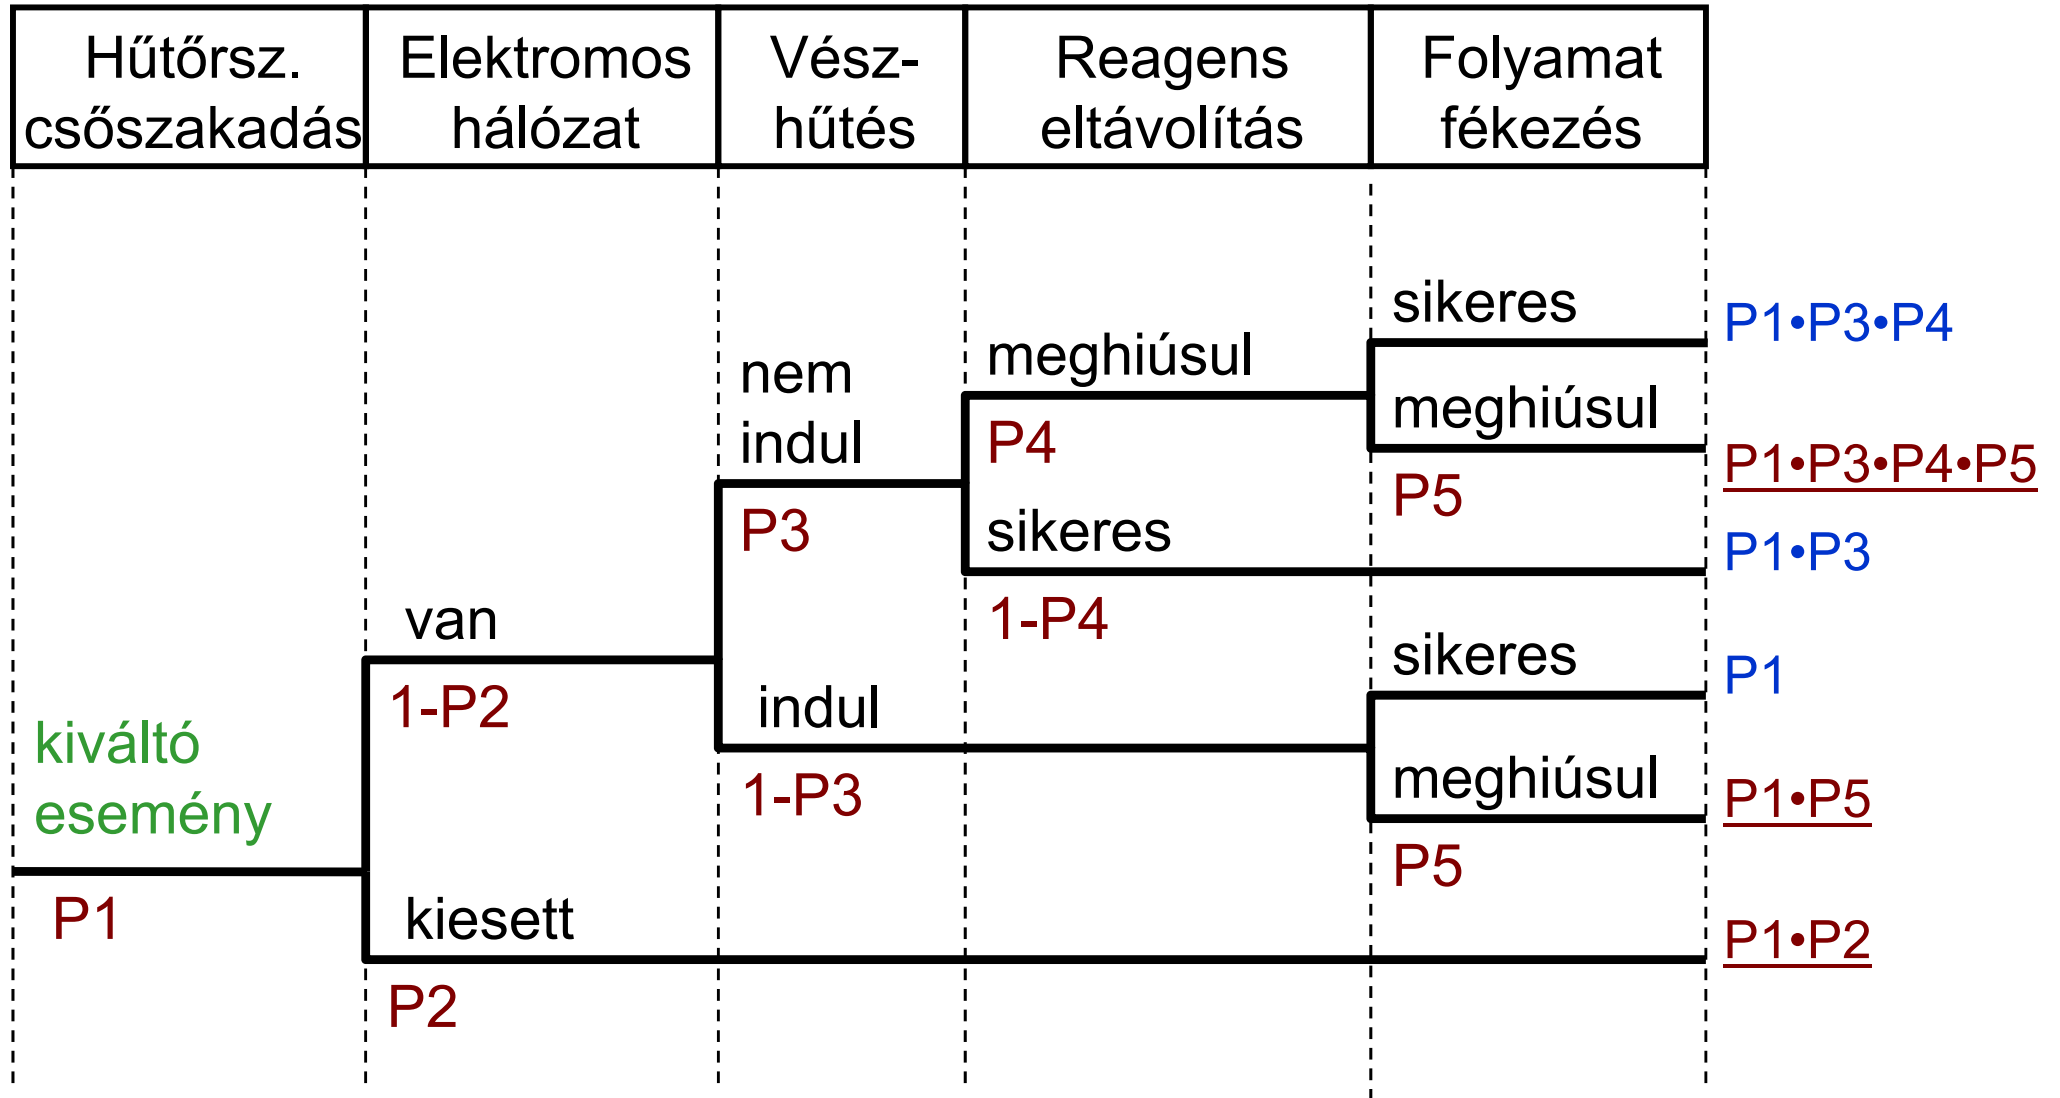 Hűtőrsz.
csőszakadás
Elektromos
hálózat
Vész-
hűtés
Reagens
eltávolítás
Folyamat
fékezés
sikeres
P1•P3•P4
meghiúsul
nem
indul
meghiúsul
P4
P1•P3•P4•P5
P5
P3
sikeres
P1•P3
van
1-P4
sikeres
P1
1-P2
indul
kiváltó
esemény
meghiúsul
1-P3
P1•P5
P5
P1
kiesett
P1•P2
P2